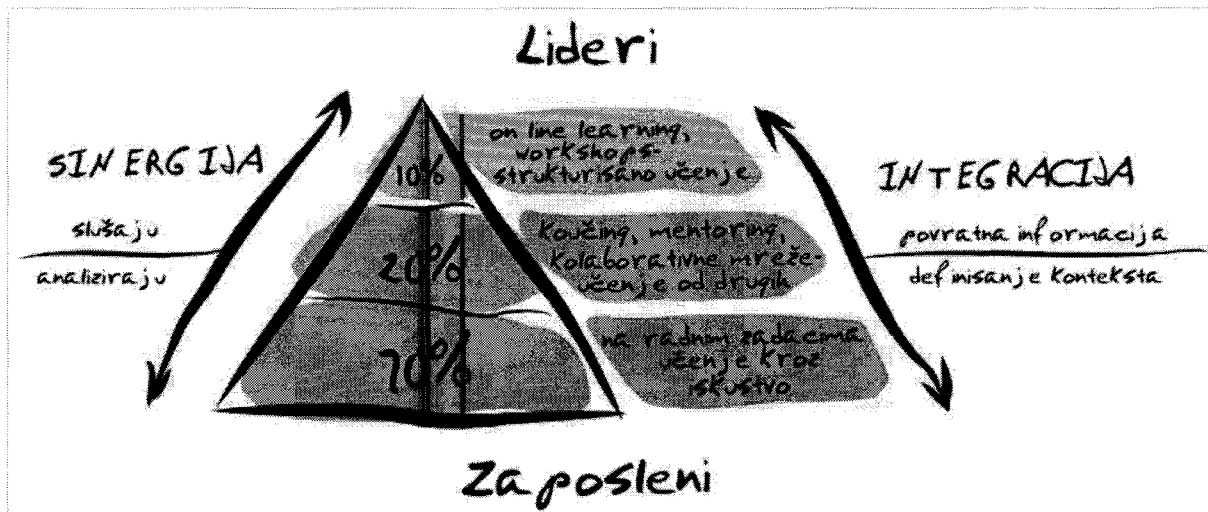 Lideri
SINERGIJA
slušaju
analiziraju
10%
on line learning,
workshops-
strukturisano učenje
20%
koučing, mentoring,
kolaborativne mreže-
učenje od drugih
70%
na radnim zadacima
učenje kroz
iskustvo
INTEGRACIJA
povratna informacija
definisanje konteksta
Zaposleni